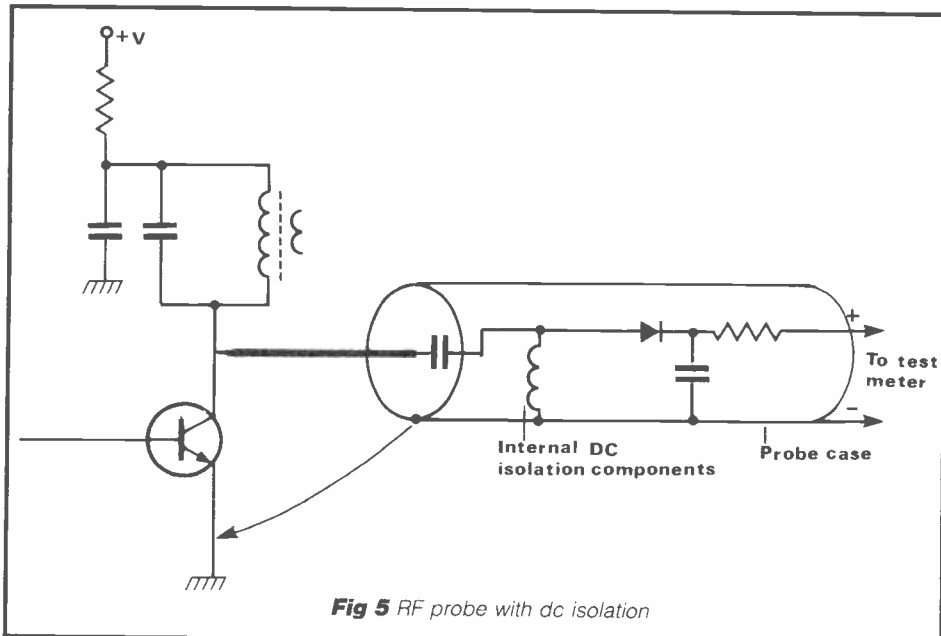 +V
+
To test
meter
−
Internal DC
isolation components
Probe case
Fig 5 RF probe with dc isolation